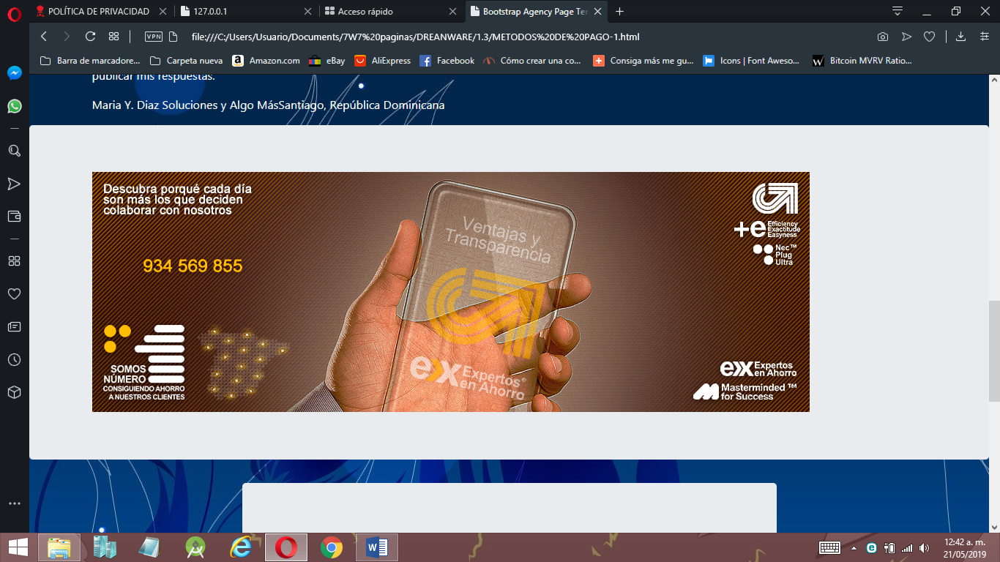 POLÍTICA DE PRIVACIDAD
127.0.0.1
Acceso rápido
Bootstrap Agency Page Ter
VPN
file:///C:/Users/Usuario/Documents/7W7%20paginas/DREANWARE/1.3/METODOS%20DE%20PAGO-1.html
Barra de marcadore...
Carpeta nueva
Amazon.com
eBay
AliExpress
Facebook
Cómo crear una co...
Consiga más me gu...
Icons | Font Aweso...
Bitcoin MVRV Ratio...
publicar mis respuestas.
Maria Y. Diaz Soluciones y Algo MásSantiago, República Dominicana
Descubra porqué cada día
son más los que deciden
colaborar con nosotros
934 569 855
SOMOS
NÚMERO
CONSIGUIENDO AHORRO
A NUESTROS CLIENTES
Ventajas y
Transparencia
exx Expertos®
en Ahorro
+e Efficiency
Exactitude
Easyness
Nec™
Plug
Ultra
exx Expertos
en Ahorro
Masterminded ™
for Success
12:42 a. m.
21/05/2019